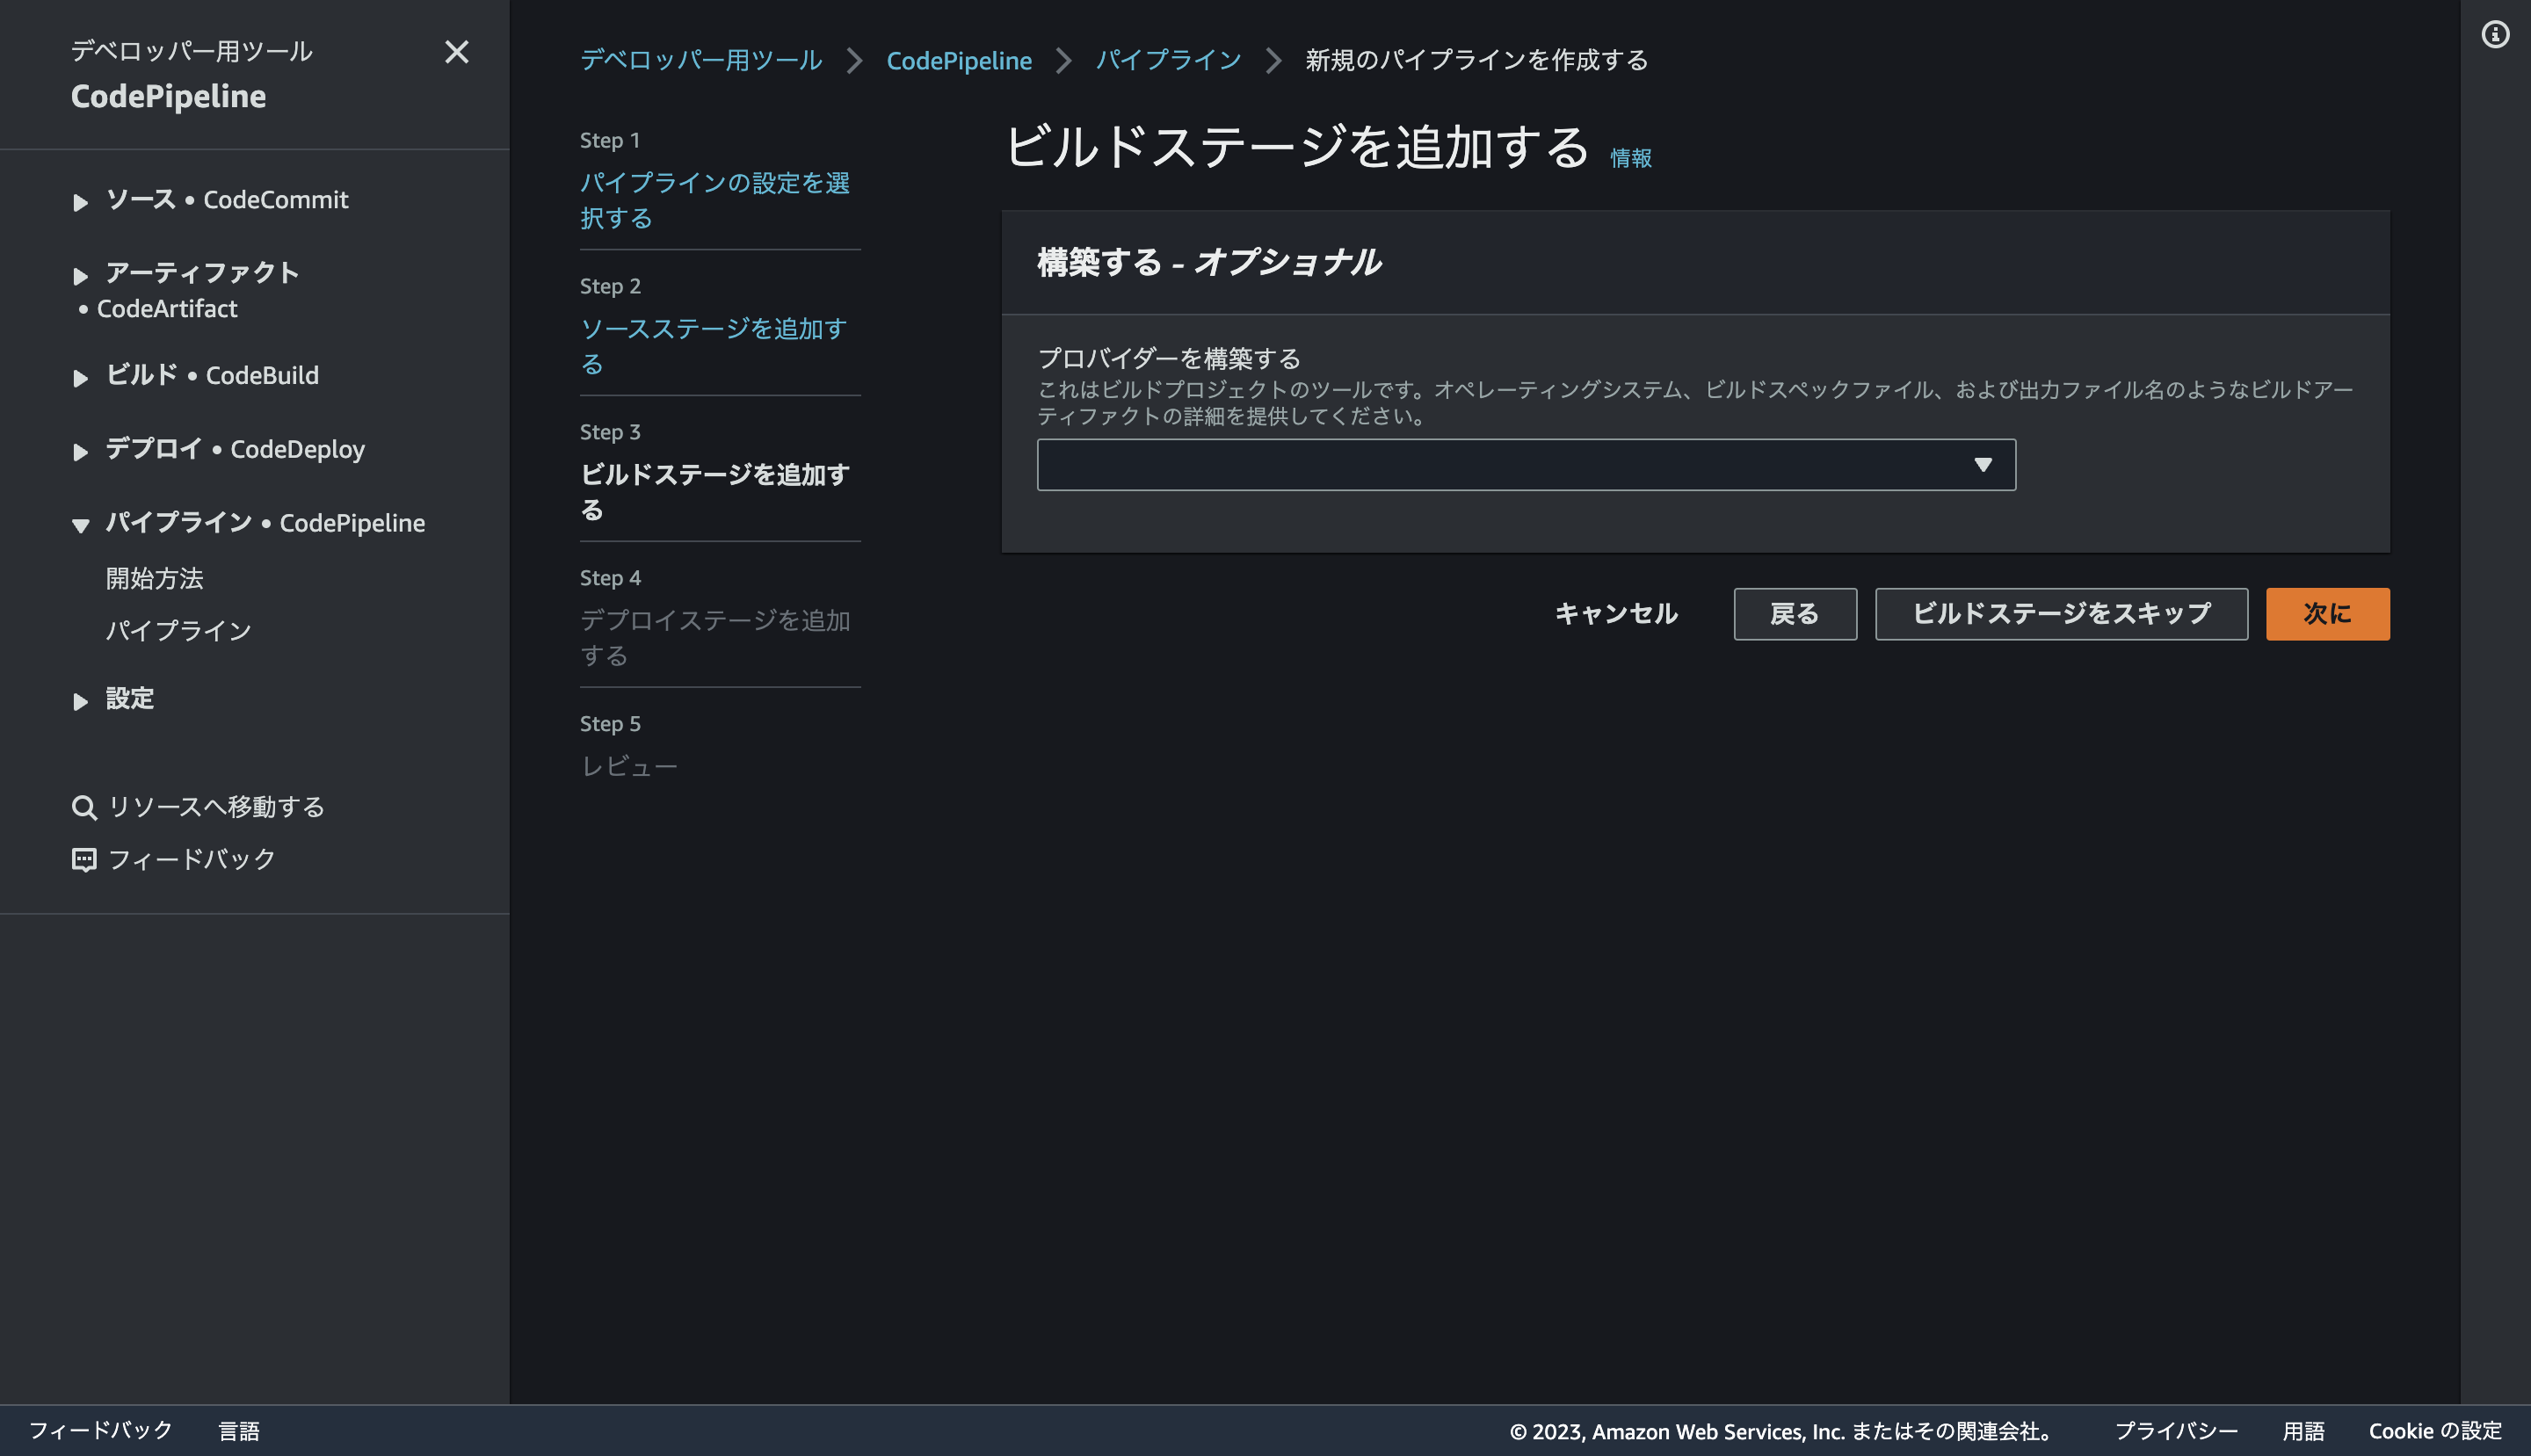 デベロッパー用ツール
CodePipeline
ソース • CodeCommit
アーティファクト
• CodeArtifact
ビルド • CodeBuild
デプロイ • CodeDeploy
パイプライン • CodePipeline
開始方法
パイプライン
設定
リソースへ移動する
フィードバック
デベロッパー用ツール
CodePipeline
パイプライン
新規のパイプラインを作成する
Step 1
パイプラインの設定を選
択する
Step 2
ソースステージを追加す
る
Step 3
ビルドステージを追加す
る
Step 4
デプロイステージを追加
する
Step 5
レビュー
ビルドステージを追加する 情報
構築する - オプショナル
プロバイダーを構築する
これはビルドプロジェクトのツールです。オペレーティングシステム、ビルドスペックファイル、および出力ファイル名のようなビルドアー
ティファクトの詳細を提供してください。
キャンセル
戻る
ビルドステージをスキップ
次に
フィードバック
言語
© 2023, Amazon Web Services, Inc. またはその関連会社。
プライバシー
用語
Cookie の設定